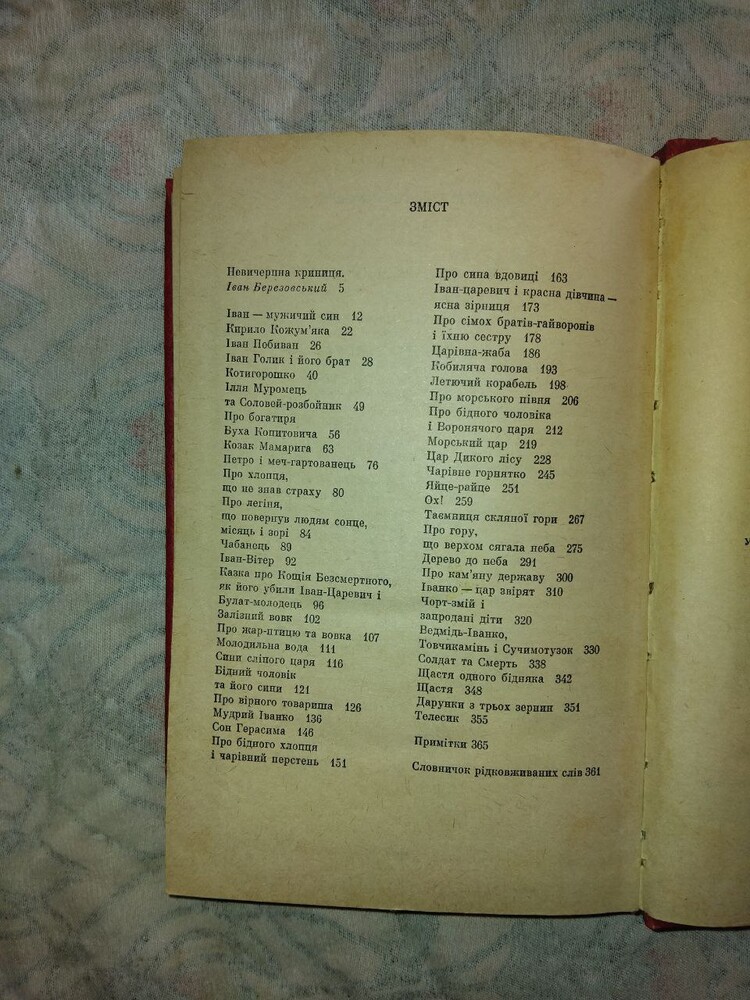 ЗМІСТ
Невичерпна криниця.
Іван Березовський 5
Іван — мужичий син 12
Кирило Кожум'яка 22
Іван Побиван 26
Іван Голик і його брат 28
Котигорошко 40
Ілля Муромець
та Соловей-розбойник 49
Про богатиря
Буха Копитовича 56
Козак Мамарига 63
Петро і меч-гартованець 76
Про хлопця,
що не знав страху 80
Про легіня,
що повернув людям сонце,
місяць і зорі 84
Чабанець 89
Іван-Вітер 92
Казка про Кощія Безсмертного,
як його убили Іван-Царевич і
Булат-молодець 96
Залізний вовк 102
Про жар-птицю та вовка 107
Молодильна вода 111
Сини сліпого царя 116
Бідний чоловік
та його сини 121
Про вірного товариша 126
Мудрий Іванко 136
Сон Герасима 146
Про бідного хлопця
і чарівний перстень 151
Про сина вдовиці 163
Іван-царевич і красна дівчина —
ясна зірниця 173
Про сімох братів-гайворонів
і їхню сестру 178
Царівна-жаба 186
Кобиляча голова 193
Летючий корабель 198
Про морського півня 206
Про бідного чоловіка
і Воронячого царя 212
Морський цар 219
Цар Дикого лісу 228
Чарівне горнятко 245
Яйце-райце 251
Ох! 259
Таємниця скляної гори 267
Про гору,
що верхом сягала неба 275
Дерево до неба 291
Про кам'яну державу 300
Іванко — цар звірят 310
Чорт-змій і
запродані діти 320
Ведмідь-Іванко,
Товчикамінь і Сучимотузок 330
Солдат та Смерть 338
Щастя одного бідняка 342
Щастя 348
Дарунки з трьох зернин 351
Телесик 355
Примітки 365
Словничок рідковживаних слів 361